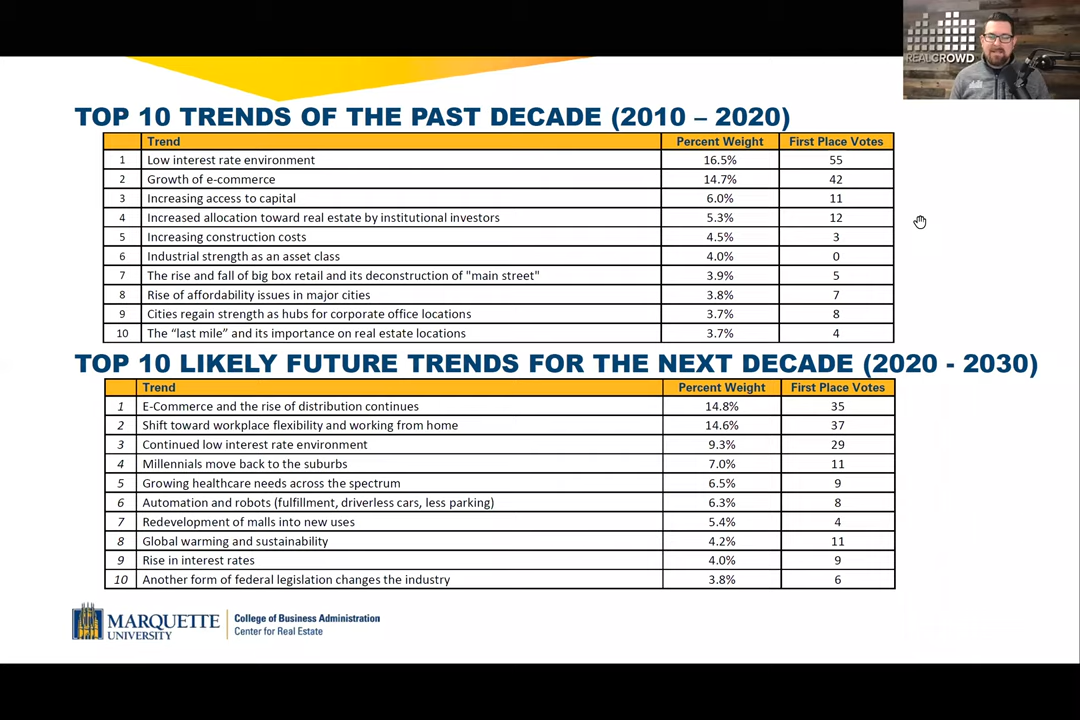 REALCROWD
TOP 10 TRENDS OF THE PAST DECADE (2010 – 2020)
Trend Percent Weight First Place Votes
1 Low interest rate environment 16.5% 55
2 Growth of e-commerce 14.7% 42
3 Increasing access to capital 6.0% 11
4 Increased allocation toward real estate by institutional investors 5.3% 12
5 Increasing construction costs 4.5% 3
6 Industrial strength as an asset class 4.0% 0
7 The rise and fall of big box retail and its deconstruction of "main street" 3.9% 5
8 Rise of affordability issues in major cities 3.8% 7
9 Cities regain strength as hubs for corporate office locations 3.7% 8
10 The “last mile” and its importance on real estate locations 3.7% 4
TOP 10 LIKELY FUTURE TRENDS FOR THE NEXT DECADE (2020 - 2030)
Trend Percent Weight First Place Votes
1 E-Commerce and the rise of distribution continues 14.8% 35
2 Shift toward workplace flexibility and working from home 14.6% 37
3 Continued low interest rate environment 9.3% 29
4 Millennials move back to the suburbs 7.0% 11
5 Growing healthcare needs across the spectrum 6.5% 9
6 Automation and robots (fulfillment, driverless cars, less parking) 6.3% 8
7 Redevelopment of malls into new uses 5.4% 4
8 Global warming and sustainability 4.2% 11
9 Rise in interest rates 4.0% 9
10 Another form of federal legislation changes the industry 3.8% 6
MARQUETTE
UNIVERSITY
College of Business Administration
Center for Real Estate